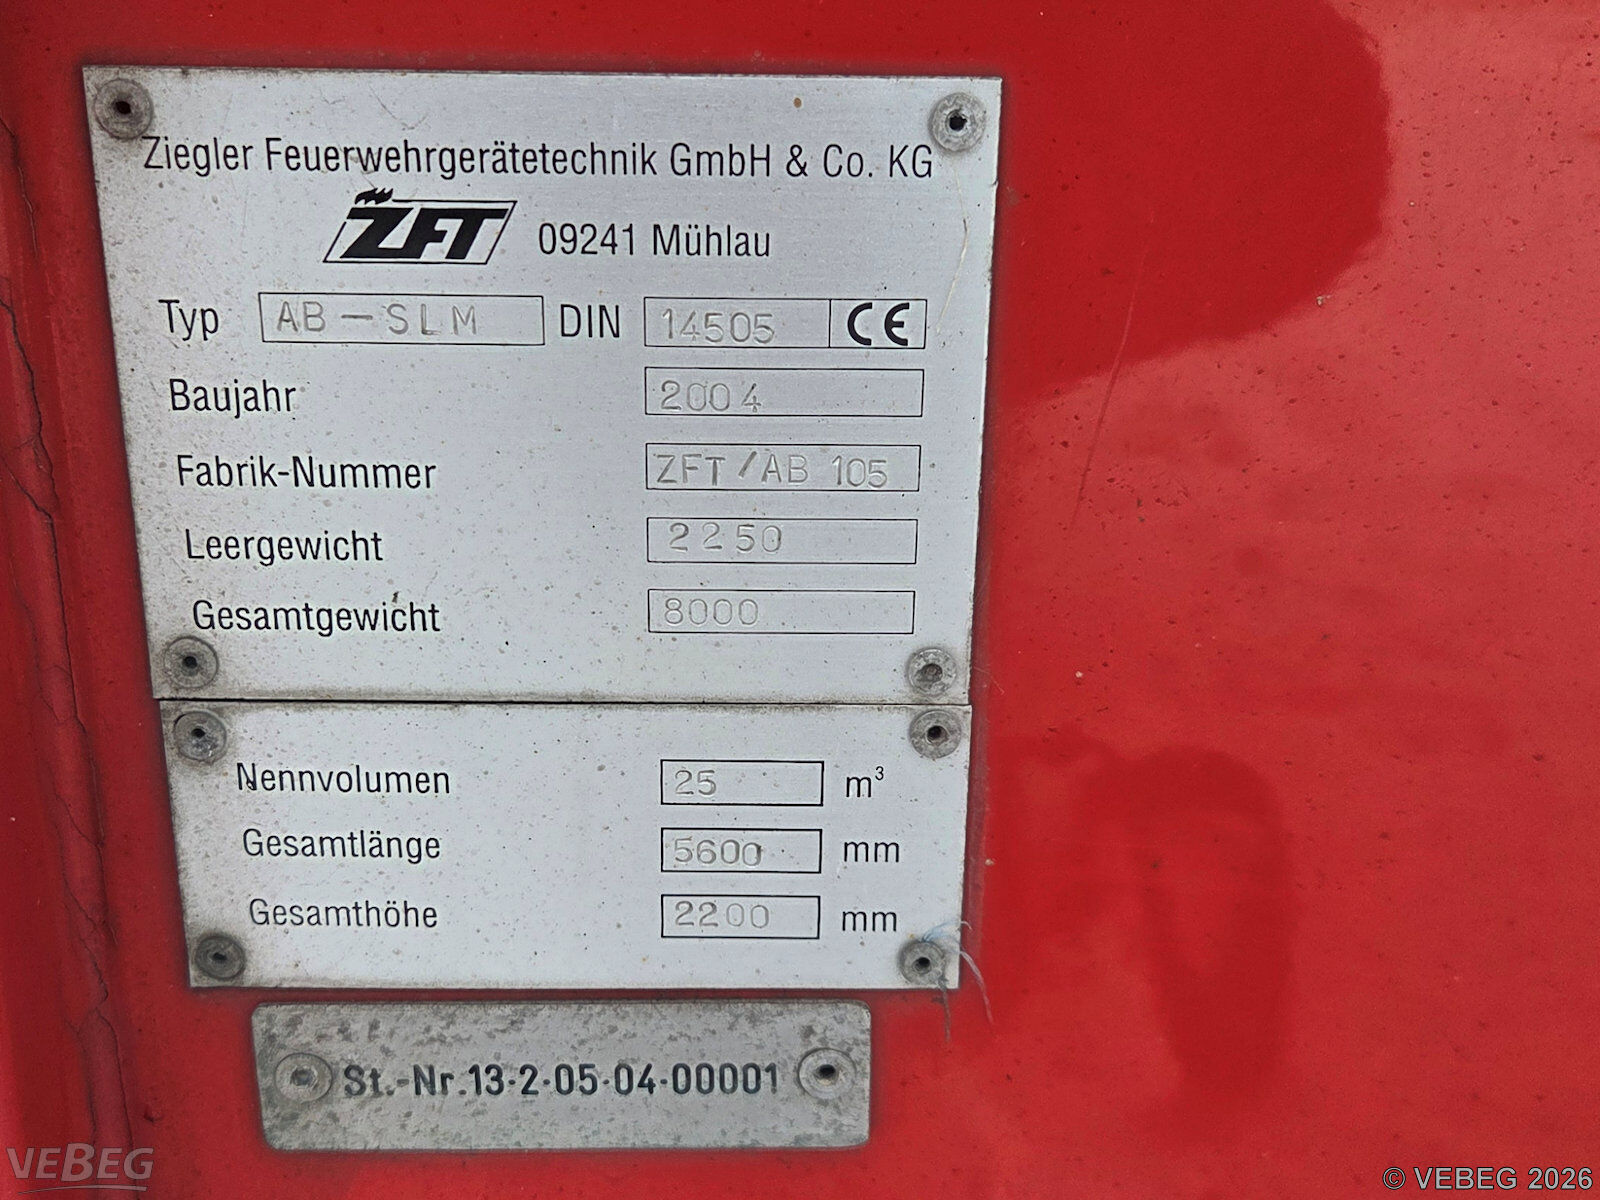 Ziegler Feuerwehrgerätetechnik GmbH & Co. KG
ZFT 09241 Mühlau
Typ AB-SLM DIN 14505 CE
Baujahr 2004
Fabrik-Nummer ZFT/AB 105
Leergewicht 2250
Gesamtgewicht 8000
Nennvolumen 25 m³
Gesamtlänge 5600 mm
Gesamthöhe 2200 mm
St.-Nr.13-2-05-04-00001
VEBEG
© VEBEG 2026